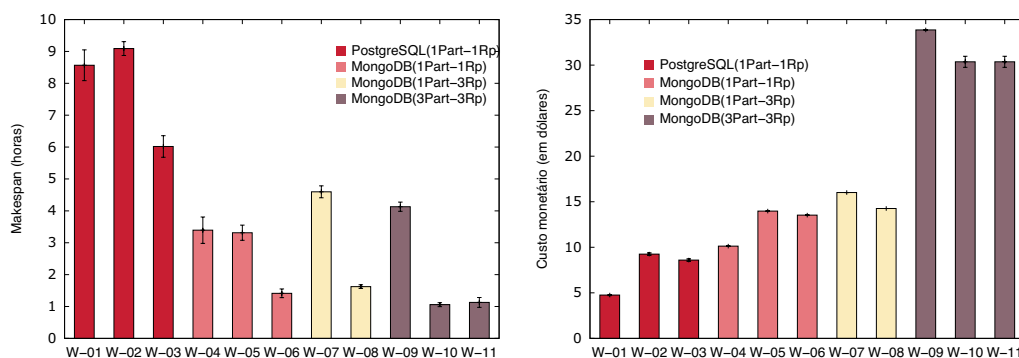 10
9
8
7
6
5
4
3
2
1
0
Makespan (horas)
PostgreSQL(1Part−1Rp)
MongoDB(1Part−1Rp)
MongoDB(1Part−3Rp)
MongoDB(3Part−3Rp)
W−01 W−02 W−03 W−04 W−05 W−06 W−07 W−08 W−09 W−10 W−11
35
30
25
20
15
10
5
0
Custo monetário (em dólares)
PostgreSQL(1Part−1Rp)
MongoDB(1Part−1Rp)
MongoDB(1Part−3Rp)
MongoDB(3Part−3Rp)
W−01 W−02 W−03 W−04 W−05 W−06 W−07 W−08 W−09 W−10 W−11